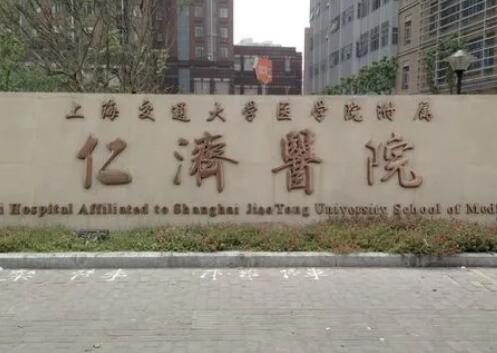 上海交通大学医学院附属
仁濟醫院
i Hospital Affiliated to Shanghai JiaoTong University School of Medi